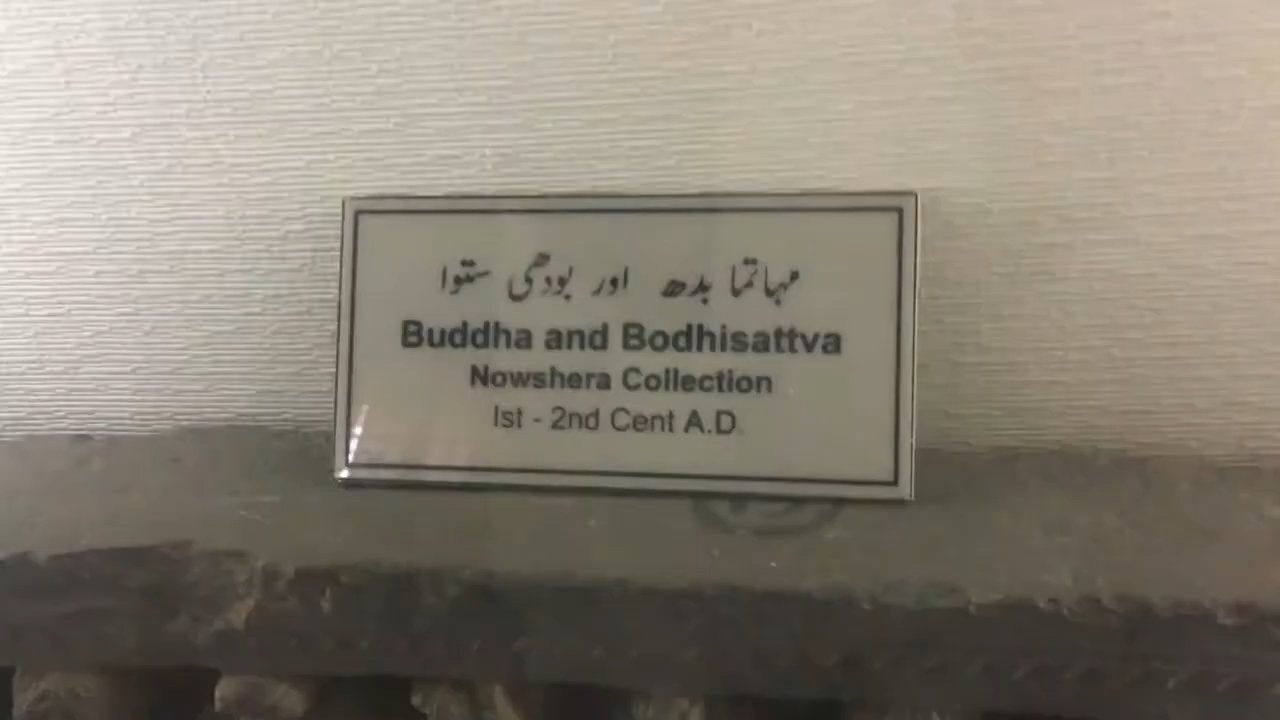 مہاتما بدھ اور بودھی ستوا
Buddha and Bodhisattva
Nowshera Collection
Ist - 2nd Cent A.D.